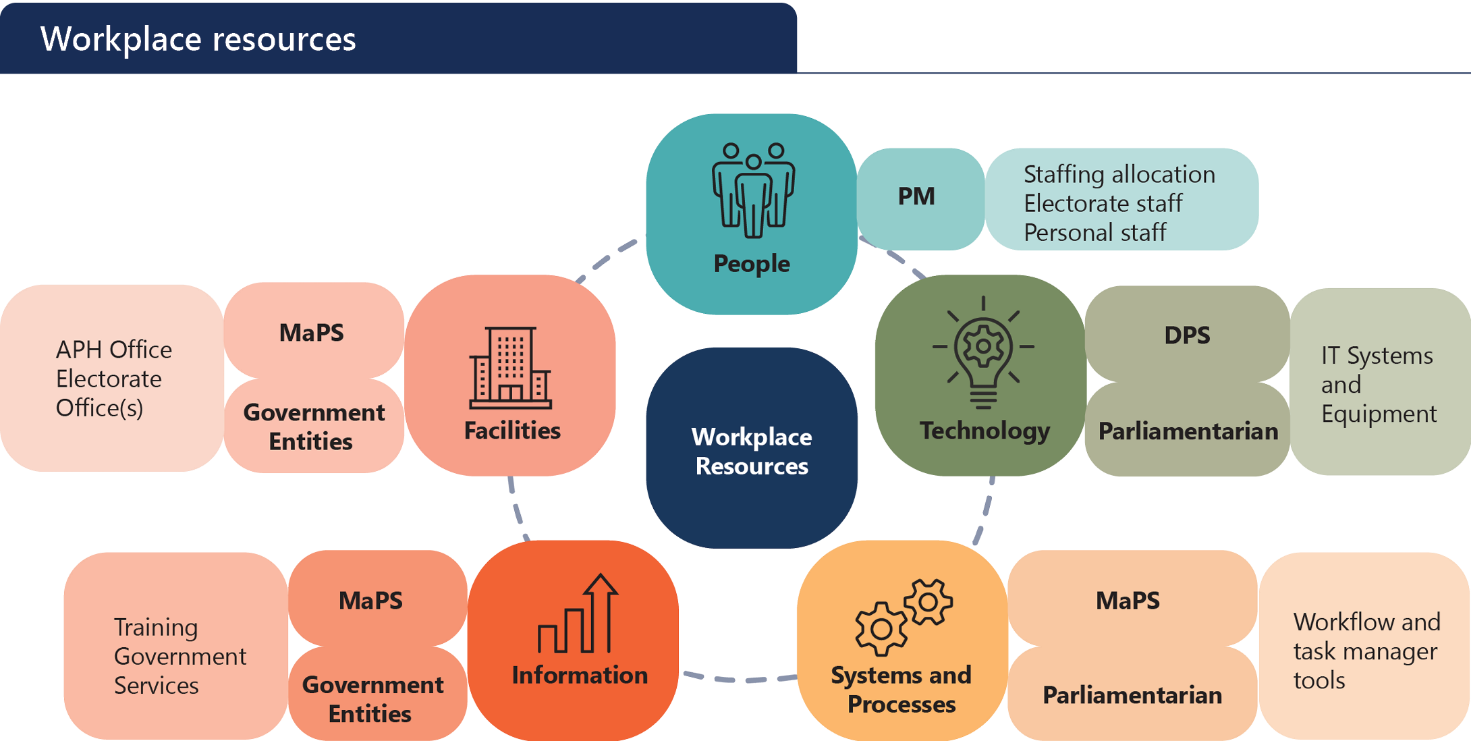 Workplace resources
People
PM
Staffing allocation
Electorate staff
Personal staff
APH Office
Electorate
Office(s)
MaPS
Government
Entities
Facilities
Workplace
Resources
Technology
DPS
Parliamentarian
IT Systems
and
Equipment
Training
Government
Services
MaPS
Government
Entities
Information
Systems and
Processes
MaPS
Parliamentarian
Workflow and
task manager
tools